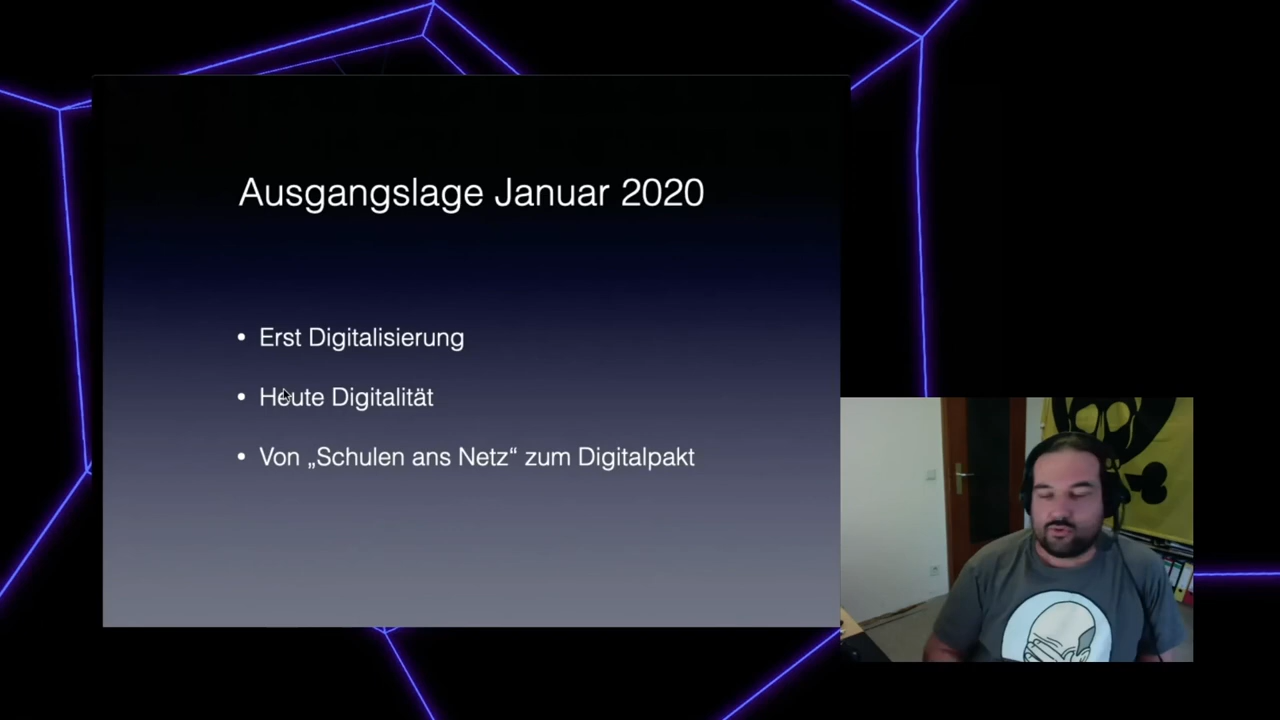 Ausgangslage Januar 2020
• Erst Digitalisierung
• Heute Digitalität
• Von „Schulen ans Netz“ zum Digitalpakt